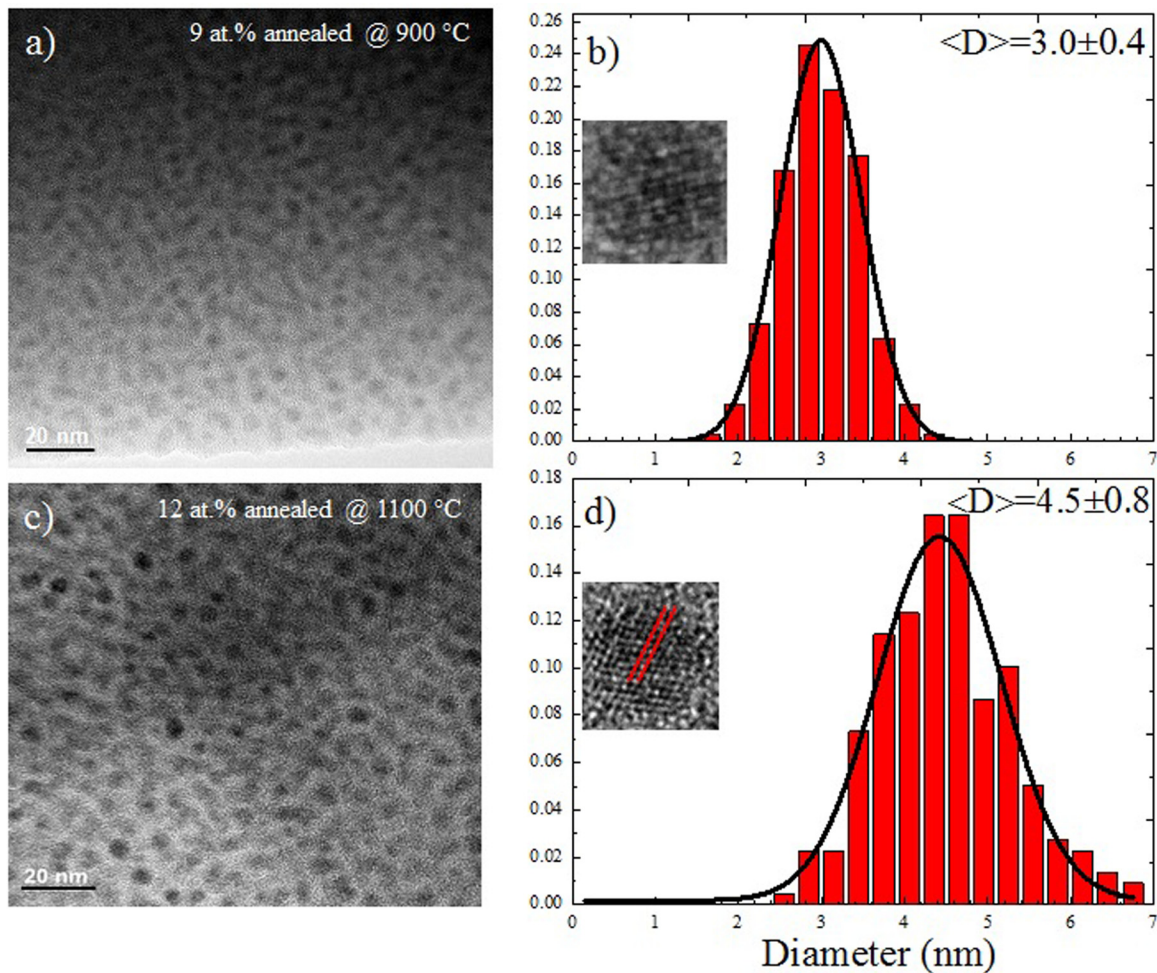 a)
9 at.% annealed @ 900 °C
20 nm
b)
<D>=3.0±0.4
0.26
0.24
0.22
0.20
0.18
0.16
0.14
0.12
0.10
0.08
0.06
0.04
0.02
0.00
0 1 2 3 4 5 6 7
c)
12 at.% annealed @ 1100 °C
20 nm
d)
<D>=4.5±0.8
0.18
0.16
0.14
0.12
0.10
0.08
0.06
0.04
0.02
0.00
0 1 2 3 4 5 6 7
Diameter (nm)